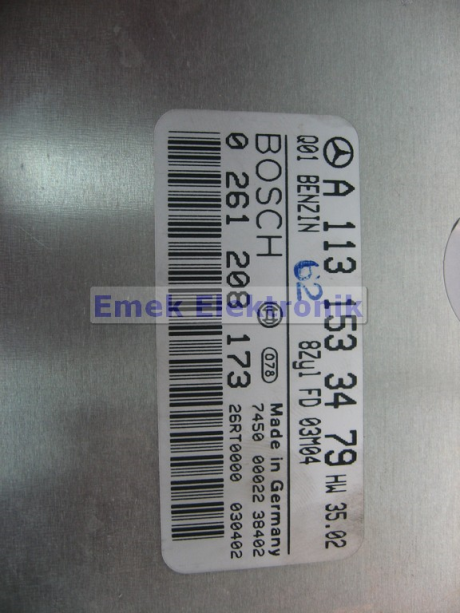 A 113 153 34 79 HW 35.02
Q01 BENZIN 8Zyl FD 03M04
62
BOSCH
0 261 208 173
078
Made in Germany
7450 00022 38402
26RT0000 030402
Emek Elektronik